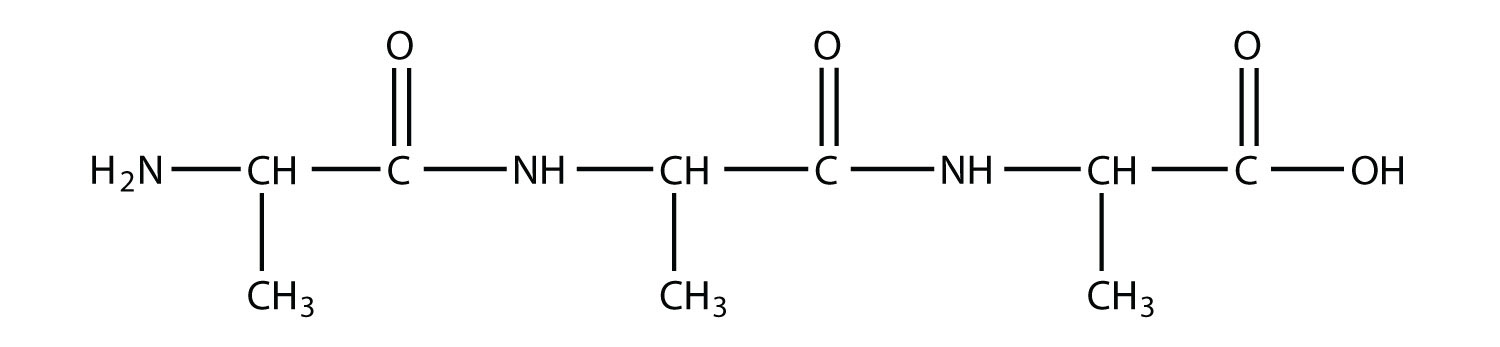 O O O
H₂N CH C NH CH C NH CH C OH
CH₃ CH₃ CH₃